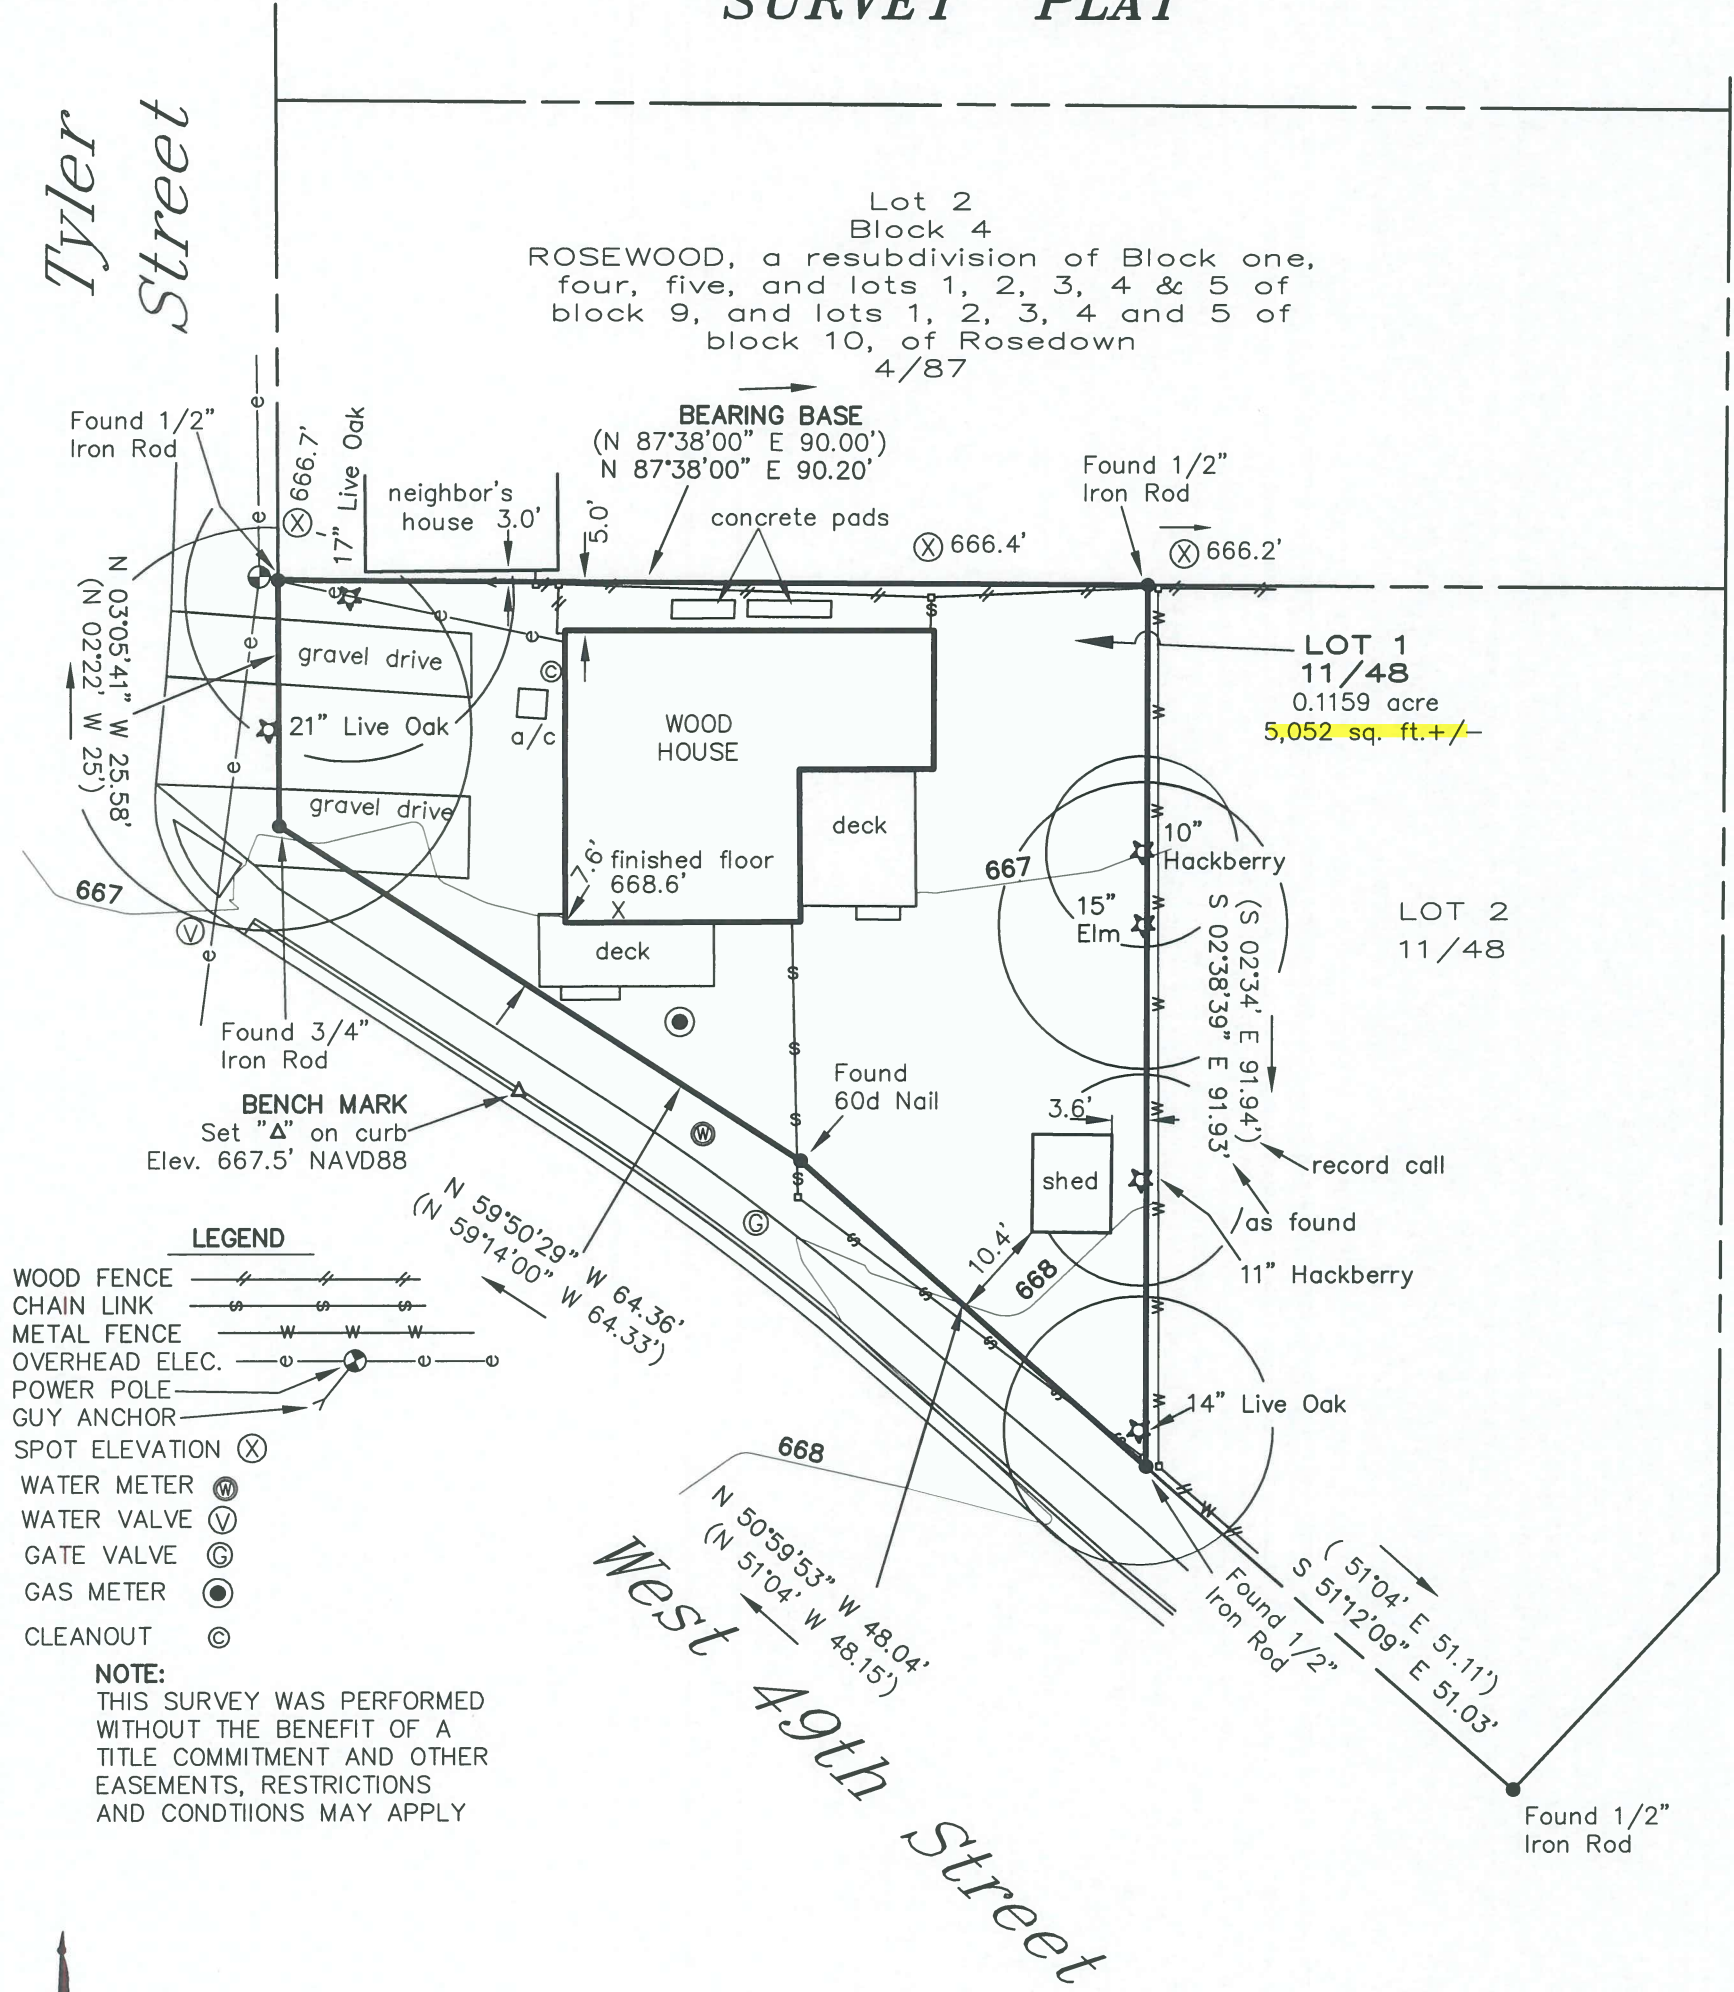 SURVEY PLAT
Tyler
Street
Lot 2
Block 4
ROSEWOOD, a resubdivision of Block one,
four, five, and lots 1, 2, 3, 4 & 5 of
block 9, and lots 1, 2, 3, 4 and 5 of
block 10, of Rosedown
4/87
BEARING BASE
(N 87°38'00" E 90.00')
N 87°38'00" E 90.20'
Found 1/2"
Iron Rod
e
e
X 666.7'
17" Live Oak
neighbor's
house 3.0'
5.0'
concrete pads
X 666.4'
Found 1/2"
Iron Rod
X 666.2'
N 03°05'41" W 25.58'
(N 02°22' W 25')
e
e
e
e
e
e
e
gravel drive
21" Live Oak
gravel drive
C
a/c
WOOD
HOUSE
S
LOT 1
11/48
0.1159 acre
5,052 sq. ft.+/-
W
W
W
W
W
W
W
W
W
deck
7.6'
finished floor
668.6'
X
deck
667
667
10"
Hackberry
15"
Elm
LOT 2
11/48
(S 02°34' E 91.94')
S 02°38'39" E 91.93'
V
Found 3/4"
Iron Rod
BENCH MARK
Set "Δ" on curb
Elev. 667.5' NAVD88
S
S
S
S
S
S
S
S
S
Found
60d Nail
W
G
3.6'
shed
record call
/as found
11" Hackberry
10.4'
668
N 59°50'29" W 64.36'
(N 59°14'00" W 64.33')
14" Live Oak
668
N 50°59'53" W 48.04'
(N 51°04' W 48.15')
W
Found 1/2"
Iron Rod
( 51°04' E 51.11')
S 51°12'09" E 51.03'
Found 1/2"
Iron Rod
West 49th Street
LEGEND
WOOD FENCE
CHAIN LINK S S S
METAL FENCE W W W
OVERHEAD ELEC. e e e
POWER POLE
GUY ANCHOR
SPOT ELEVATION X
WATER METER W
WATER VALVE V
GATE VALVE G
GAS METER
CLEANOUT C
NOTE:
THIS SURVEY WAS PERFORMED
WITHOUT THE BENEFIT OF A
TITLE COMMITMENT AND OTHER
EASEMENTS, RESTRICTIONS
AND CONDTIIONS MAY APPLY